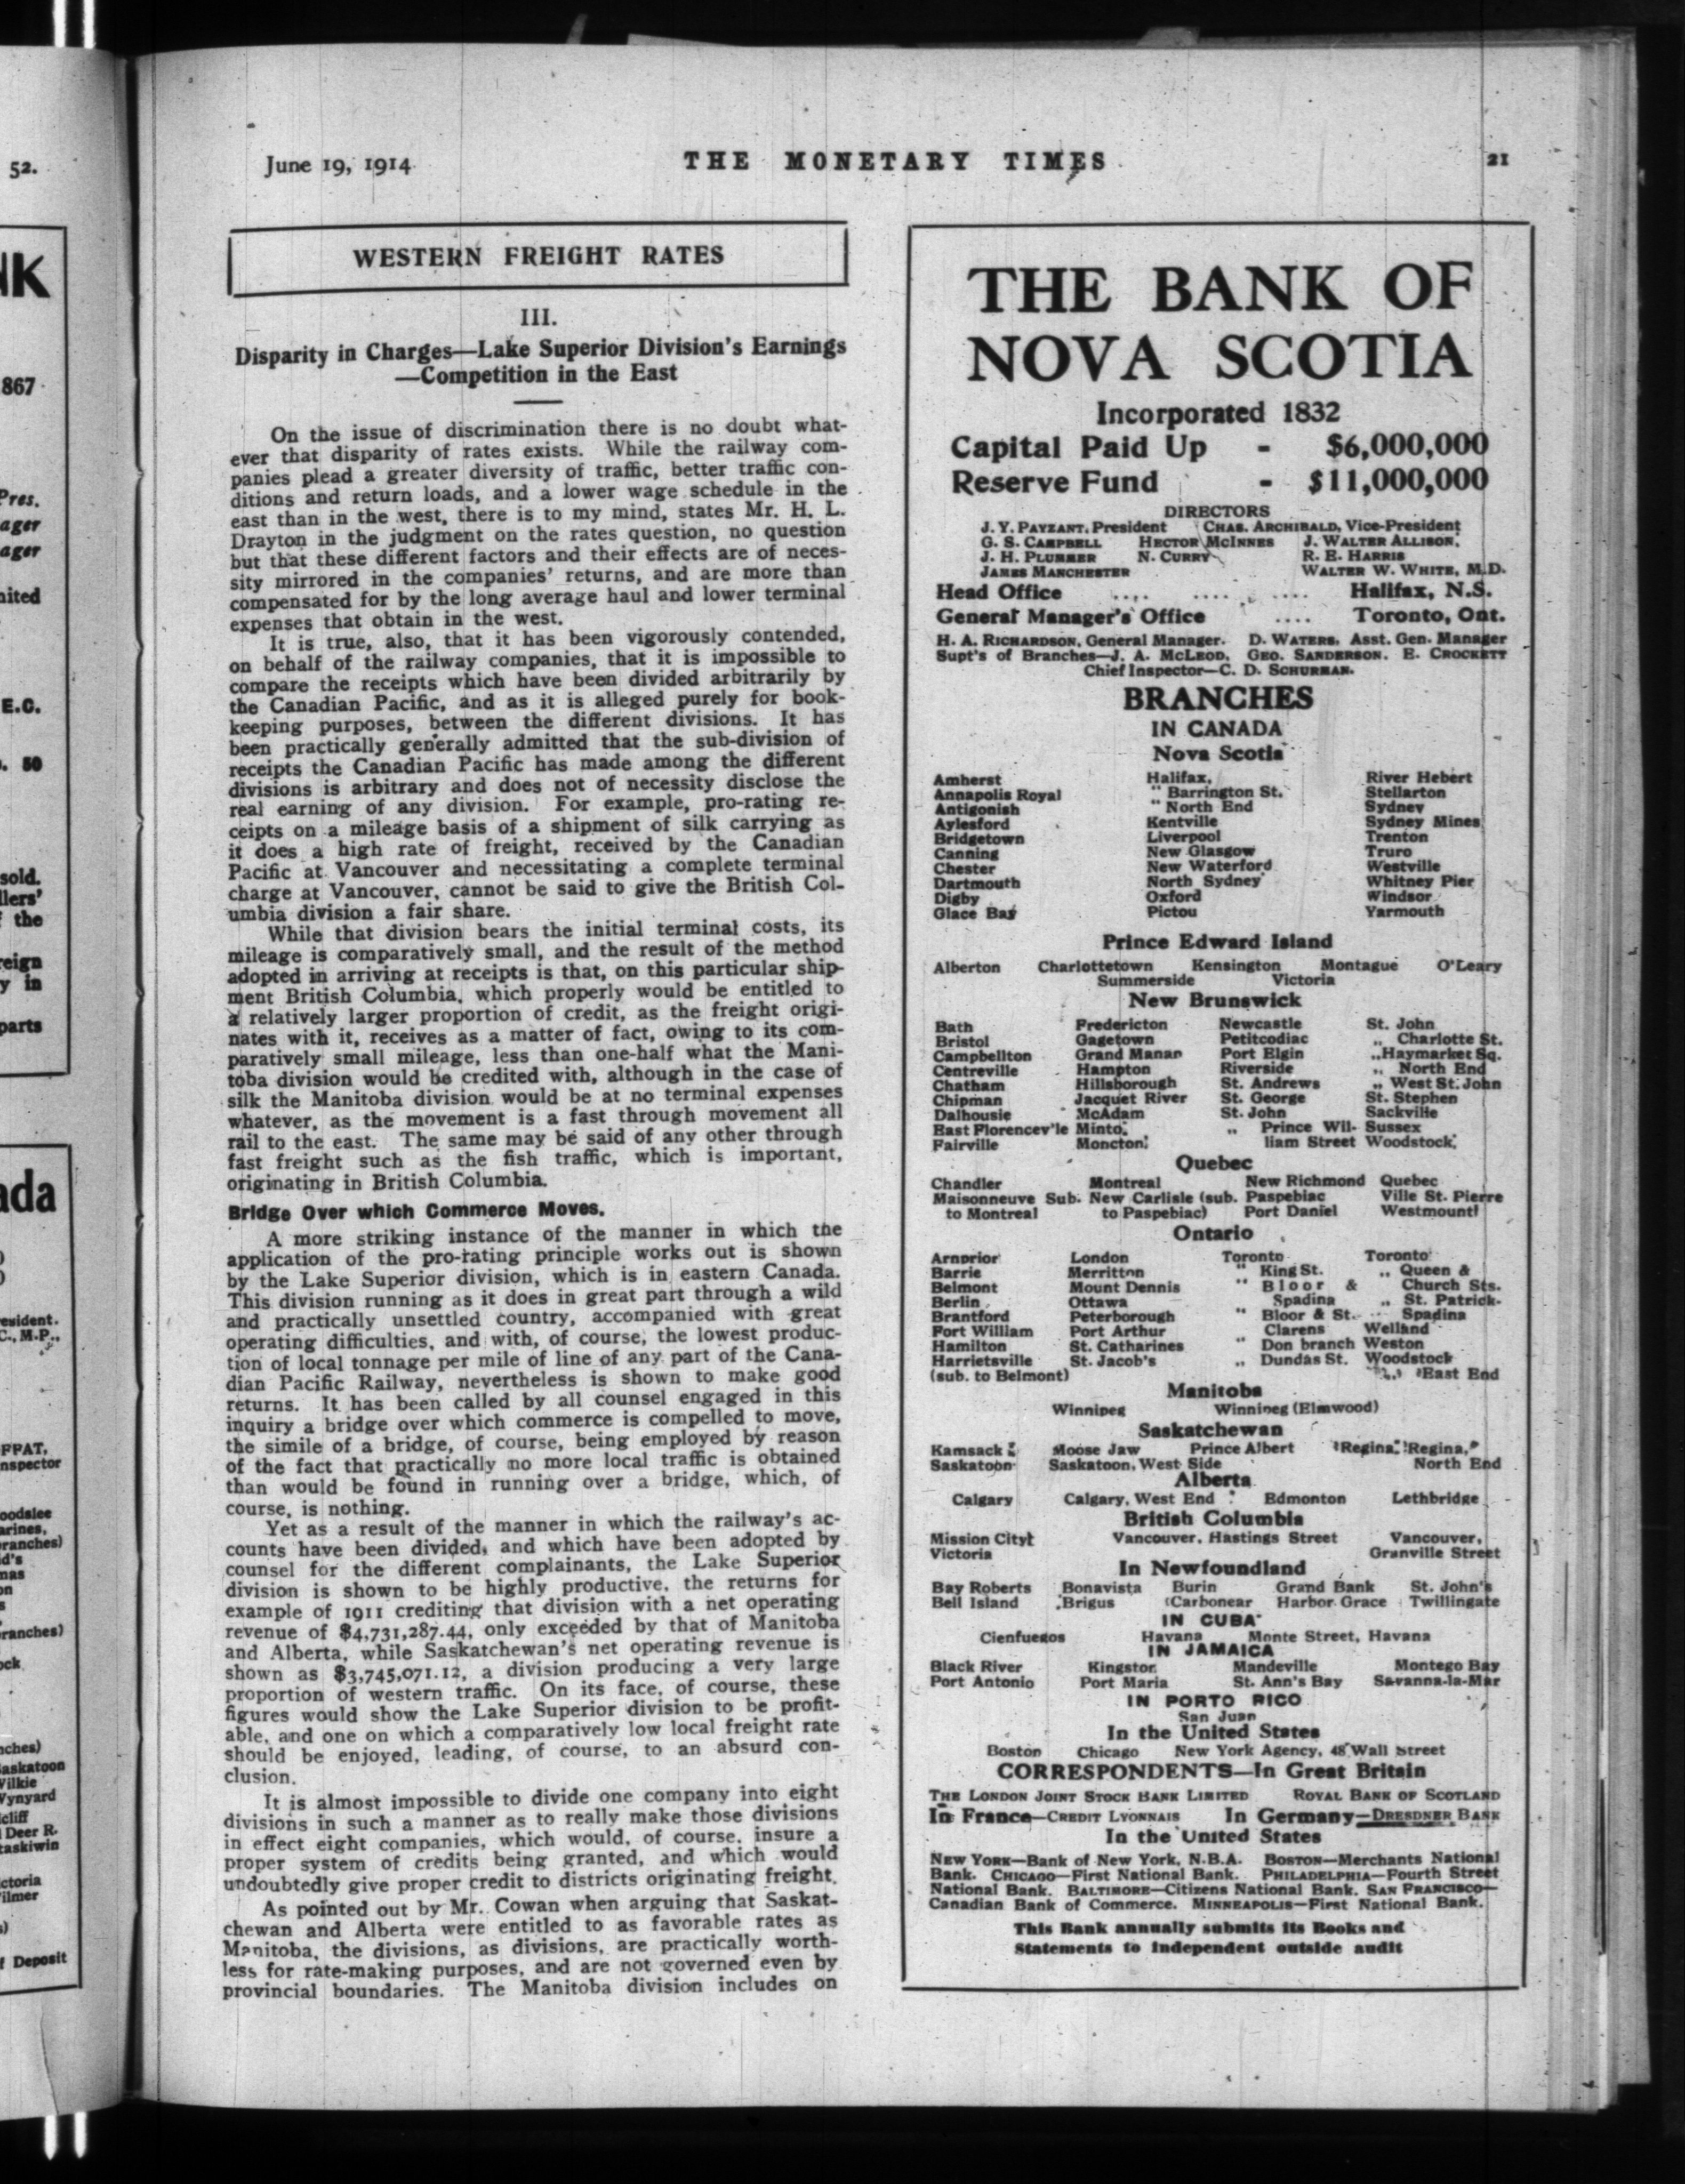 52.
IK
867
Pres.
ager
ager
nited
E.C.
. 50
sold.
llers'
f the
reign
y in
parts
ada
esident.
C., M.P.,
FPAT,
nspector
oodslee
arines,
ranches)
d's
nas
on
s
ranches)
ock
nches)
Saskatoon
Wilkie
Wynyard
cliff
Deer R.
taskiwin
ctoria
ilmer
s)
f Deposit
June 19, 1914
THE MONETARY TIMES
21
WESTERN FREIGHT RATES
III.
Disparity in Charges—Lake Superior Division's Earnings
—Competition in the East
On the issue of discrimination there is no doubt what-
ever that disparity of rates exists. While the railway com-
panies plead a greater diversity of traffic, better traffic con-
ditions and return loads, and a lower wage schedule in the
east than in the west, there is to my mind, states Mr. H. L.
Drayton in the judgment on the rates question, no question
but that these different factors and their effects are of neces-
sity mirrored in the companies' returns, and are more than
compensated for by the long average haul and lower terminal
expenses that obtain in the west.
It is true, also, that it has been vigorously contended,
on behalf of the railway companies, that it is impossible to
compare the receipts which have been divided arbitrarily by
the Canadian Pacific, and as it is alleged purely for book-
keeping purposes, between the different divisions. It has
been practically generally admitted that the sub-division of
receipts the Canadian Pacific has made among the different
divisions is arbitrary and does not of necessity disclose the
real earning of any division. For example, pro-rating re-
ceipts on a mileage basis of a shipment of silk carrying as
it does a high rate of freight, received by the Canadian
Pacific at Vancouver and necessitating a complete terminal
charge at Vancouver, cannot be said to give the British Col-
umbia division a fair share.
While that division bears the initial terminal costs, its
mileage is comparatively small, and the result of the method
adopted in arriving at receipts is that, on this particular ship-
ment British Columbia, which properly would be entitled to
a relatively larger proportion of credit, as the freight origi-
nates with it, receives as a matter of fact, owing to its com-
paratively small mileage, less than one-half what the Mani-
toba division would be credited with, although in the case of
silk the Manitoba division would be at no terminal expenses
whatever, as the movement is a fast through movement all
rail to the east. The same may be said of any other through
fast freight such as the fish traffic, which is important,
originating in British Columbia.
Bridge Over which Commerce Moves.
A more striking instance of the manner in which the
application of the pro-rating principle works out is shown
by the Lake Superior division, which is in eastern Canada.
This division running as it does in great part through a wild
and practically unsettled country, accompanied with great
operating difficulties, and with, of course, the lowest produc-
tion of local tonnage per mile of line of any part of the Cana-
dian Pacific Railway, nevertheless is shown to make good
returns. It has been called by all counsel engaged in this
inquiry a bridge over which commerce is compelled to move,
the simile of a bridge, of course, being employed by reason
of the fact that practically no more local traffic is obtained
than would be found in running over a bridge, which, of
course, is nothing.
Yet as a result of the manner in which the railway's ac-
counts have been divided, and which have been adopted by
counsel for the different complainants, the Lake Superior
division is shown to be highly productive, the returns for
example of 1911 crediting that division with a net operating
revenue of $4,731,287.44, only exceeded by that of Manitoba
and Alberta, while Saskatchewan's net operating revenue is
shown as $3,745,071.12, a division producing a very large
proportion of western traffic. On its face, of course, these
figures would show the Lake Superior division to be profit-
able, and one on which a comparatively low local freight rate
should be enjoyed, leading, of course, to an absurd con-
clusion.
It is almost impossible to divide one company into eight
divisions in such a manner as to really make those divisions
in effect eight companies, which would, of course, insure a
proper system of credits being granted, and which would
undoubtedly give proper credit to districts originating freight.
As pointed out by Mr. Cowan when arguing that Saskat-
chewan and Alberta were entitled to as favorable rates as
Manitoba, the divisions, as divisions, are practically worth-
less for rate-making purposes, and are not governed even by
provincial boundaries. The Manitoba division includes on
THE BANK OF
NOVA SCOTIA
Incorporated 1832
Capital Paid Up - $6,000,000
Reserve Fund - $11,000,000
DIRECTORS
J. Y. PAYZANT, President CHAS. ARCHIBALD, Vice-President
G. S. CAMPBELL HECTOR McINNES J. WALTER ALLISON,
J. H. PLUMMER N. CURRY R. E. HARRIS
JAMES MANCHESTER WALTER W. WHITE, M.D.
Head Office .... .... .... Halifax, N.S.
General Manager's Office .... Toronto, Ont.
H. A. RICHARDSON, General Manager. D. WATERS, Asst. Gen. Manager
Supt's of Branches—J. A. McLEOD, GEO. SANDERSON. E. CROCKETT
Chief Inspector—C. D. SCHURMAN.
BRANCHES
IN CANADA
Nova Scotia
Amherst Halifax, River Hebert
Annapolis Royal " Barrington St. Stellarton
Antigonish " North End Sydney
Aylesford Kentville Sydney Mines
Bridgetown Liverpool Trenton
Canning New Glasgow Truro
Chester New Waterford Westville
Dartmouth North Sydney Whitney Pier
Digby Oxford Windsor
Glace Bay Pictou Yarmouth
Prince Edward Island
Alberton Charlottetown Kensington Montague O'Leary
Summerside Victoria
New Brunswick
Bath Fredericton Newcastle St. John
Bristol Gagetown Petitcodiac ,, Charlotte St.
Campbellton Grand Manan Port Elgin ,, Haymarket Sq.
Centreville Hampton Riverside ,, North End
Chatham Hillsborough St. Andrews ,, West St. John
Chipman Jacquet River St. George St. Stephen
Dalhousie McAdam St. John Sackville
East Florencev'le Minto ,, Prince Wil- Sussex
Fairville Moncton liam Street Woodstock
Quebec
Chandler Montreal New Richmond Quebec
Maisonneuve Sub. New Carlisle (sub. Paspebiac Ville St. Pierre
to Montreal to Paspebiac) Port Daniel Westmount
Ontario
Arnprior London Toronto Toronto
Barrie Merritton " King St. ,, Queen &
Belmont Mount Dennis " Bloor & Church Sts.
Berlin Ottawa Spadina ,, St. Patrick-
Brantford Peterborough " Bloor & St. Spadina
Fort William Port Arthur Clarens Welland
Hamilton St. Catharines " Don branch Weston
Harrietsville St. Jacob's ,, Dundas St. Woodstock
(sub. to Belmont) ,, East End
Manitoba
Winnipeg Winnipeg (Elmwood)
Saskatchewan
Kamsack Moose Jaw Prince Albert Regina Regina,
Saskatoon Saskatoon, West Side North End
Alberta
Calgary Calgary, West End Edmonton Lethbridge
British Columbia
Mission City Vancouver, Hastings Street Vancouver,
Victoria Granville Street
In Newfoundland
Bay Roberts Bonavista Burin Grand Bank St. John's
Bell Island Brigus Carbonear Harbor Grace Twillingate
IN CUBA
Cienfuegos Havana Monte Street, Havana
IN JAMAICA
Black River Kingston Mandeville Montego Bay
Port Antonio Port Maria St. Ann's Bay Savanna-la-Mar
IN PORTO RICO
San Juan
In the United States
Boston Chicago New York Agency, 48 Wall Street
CORRESPONDENTS—In Great Britain
THE LONDON JOINT STOCK BANK LIMITED ROYAL BANK OF SCOTLAND
In France—CREDIT LYONNAIS In Germany—DRESDNER BANK
In the United States
NEW YORK—Bank of New York, N.B.A. BOSTON—Merchants National
Bank. CHICAGO—First National Bank. PHILADELPHIA—Fourth Street
National Bank. BALTIMORE—Citizens National Bank. SAN FRANCISCO—
Canadian Bank of Commerce. MINNEAPOLIS—First National Bank.
This Bank annually submits its Books and
Statements to independent outside audit